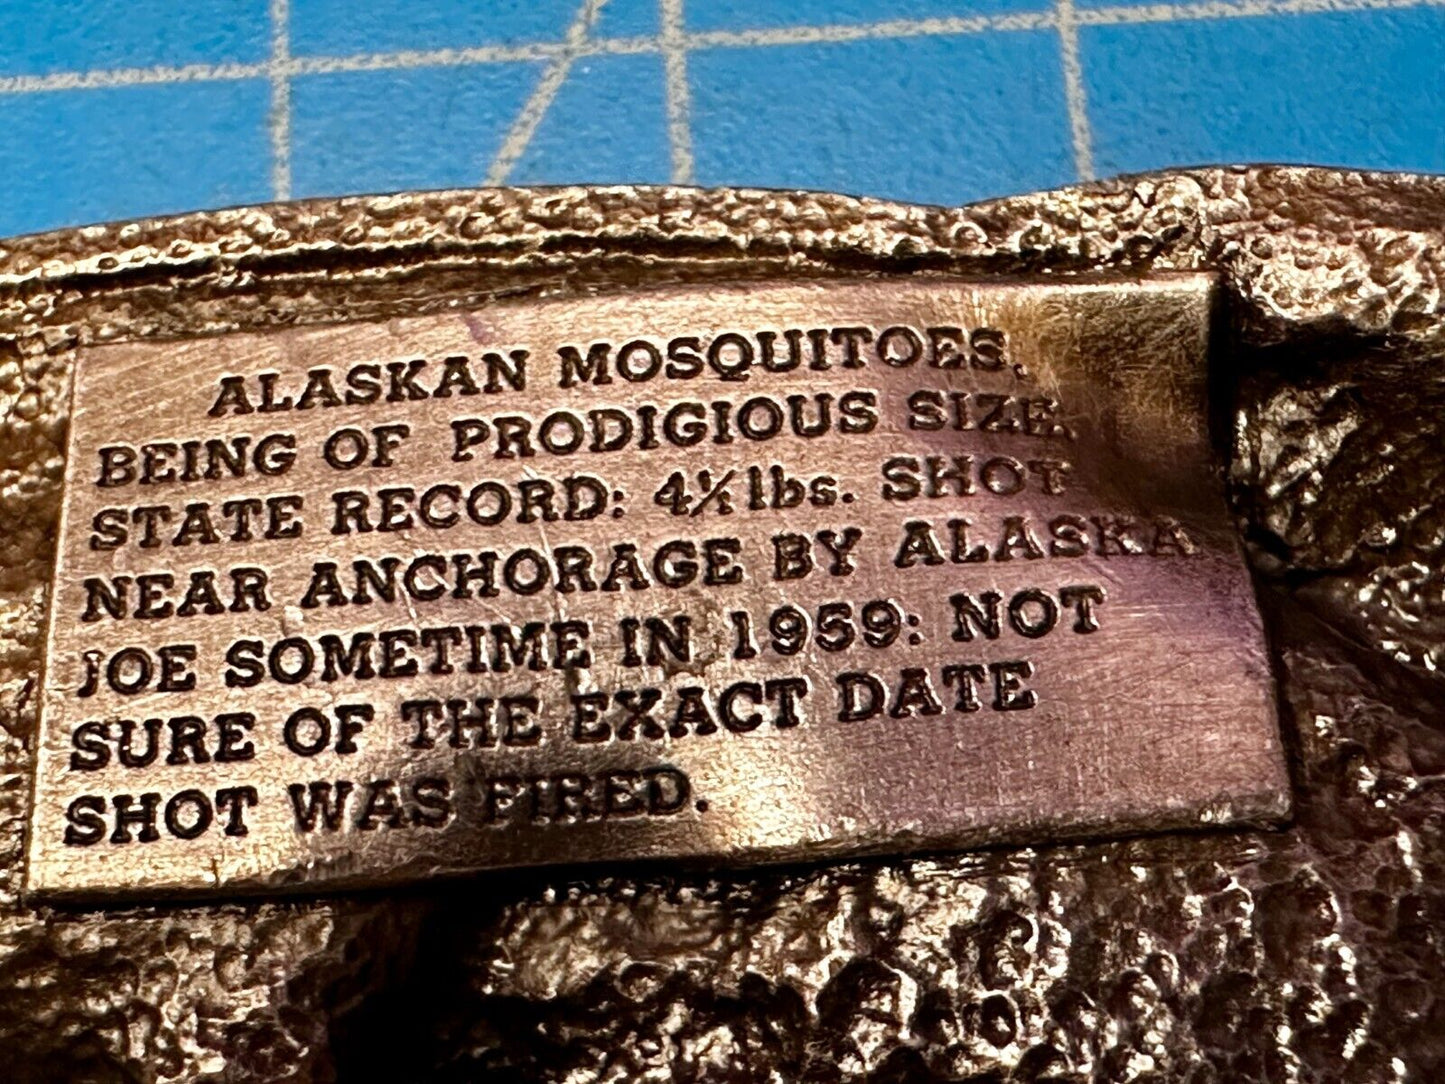 ALASKAN MOSQUITOES,
BEING OF PRODIGIOUS SIZE,
STATE RECORD: 4¼ lbs. SHOT
NEAR ANCHORAGE BY ALASKA
JOE SOMETIME IN 1959: NOT
SURE OF THE EXACT DATE
SHOT WAS FIRED.